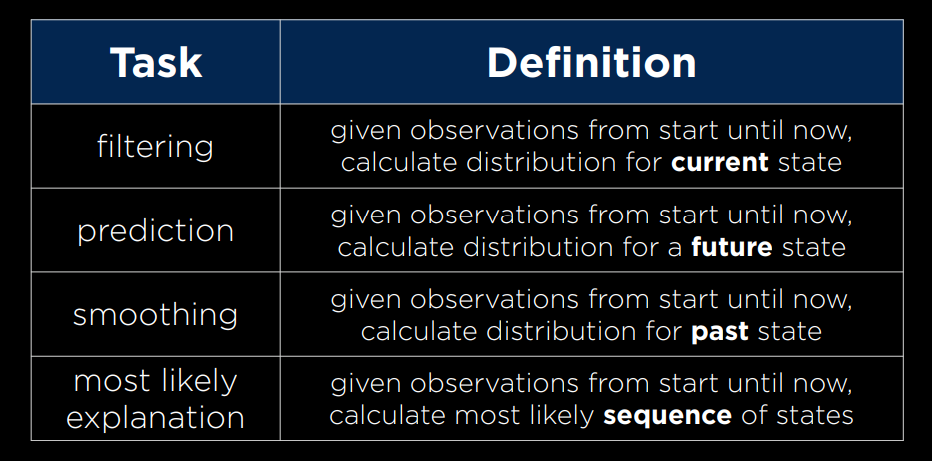 Task
Definition
filtering
given observations from start until now,
calculate distribution for current state
prediction
given observations from start until now,
calculate distribution for a future state
smoothing
given observations from start until now,
calculate distribution for past state
most likely
explanation
given observations from start until now,
calculate most likely sequence of states